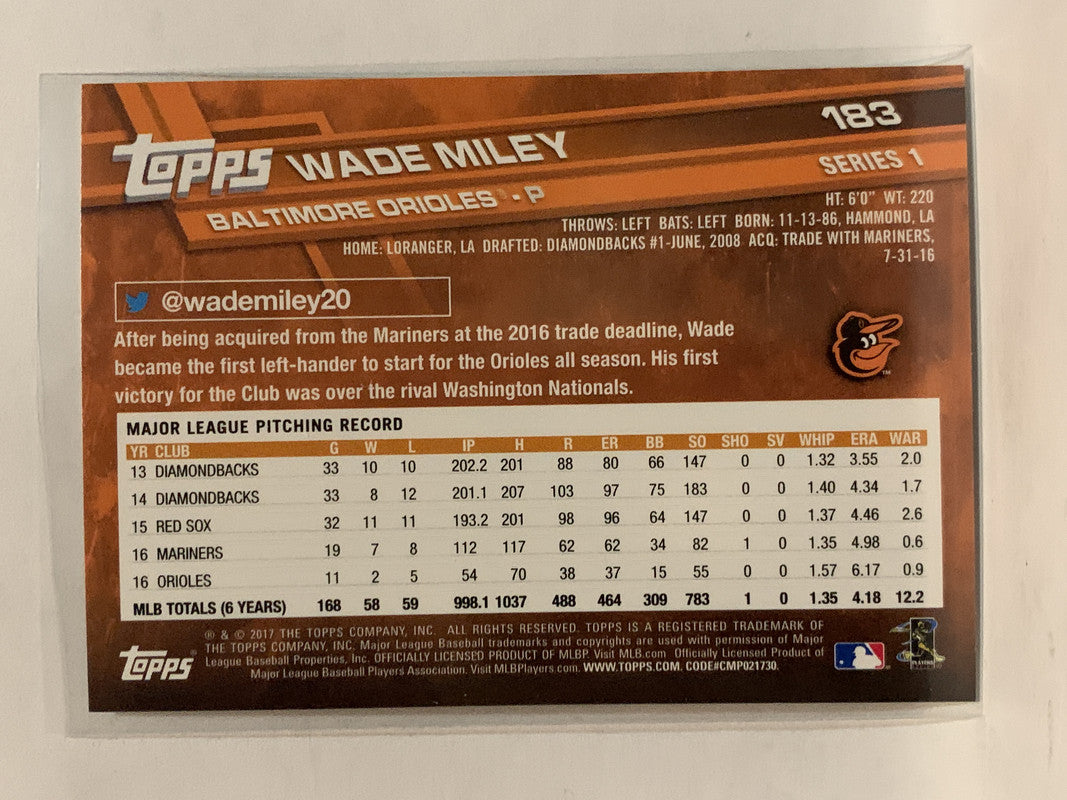 183
TOPPS WADE MILEY
SERIES 1
BALTIMORE ORIOLES® • P
HT: 6'0" WT: 220
THROWS: LEFT BATS: LEFT BORN: 11-13-86, HAMMOND, LA
HOME: LORANGER, LA DRAFTED: DIAMONDBACKS #1-JUNE, 2008 ACQ: TRADE WITH MARINERS,
7-31-16
@wademiley20
After being acquired from the Mariners at the 2016 trade deadline, Wade
became the first left-hander to start for the Orioles all season. His first
victory for the Club was over the rival Washington Nationals.
MAJOR LEAGUE PITCHING RECORD
YR CLUB G W L IP H R ER BB SO SHO SV WHIP ERA WAR
13 DIAMONDBACKS 33 10 10 202.2 201 88 80 66 147 0 0 1.32 3.55 2.0
14 DIAMONDBACKS 33 8 12 201.1 207 103 97 75 183 0 0 1.40 4.34 1.7
15 RED SOX 32 11 11 193.2 201 98 96 64 147 0 0 1.37 4.46 2.6
16 MARINERS 19 7 8 112 117 62 62 34 82 1 0 1.35 4.98 0.6
16 ORIOLES 11 2 5 54 70 38 37 15 55 0 0 1.57 6.17 0.9
MLB TOTALS (6 YEARS) 168 58 59 998.1 1037 488 464 309 783 1 0 1.35 4.18 12.2
® & © 2017 THE TOPPS COMPANY, INC. ALL RIGHTS RESERVED. TOPPS IS A REGISTERED TRADEMARK OF
THE TOPPS COMPANY, INC. Major League Baseball trademarks and copyrights are used with permission of Major
League Baseball Properties, Inc. OFFICIALLY LICENSED PRODUCT OF MLBP. Visit MLB.com Officially Licensed Product of
Major League Baseball Players Association. Visit MLBPlayers.com. WWW.TOPPS.COM. CODE#CMP021730.
TOPPS®
PLAYERS